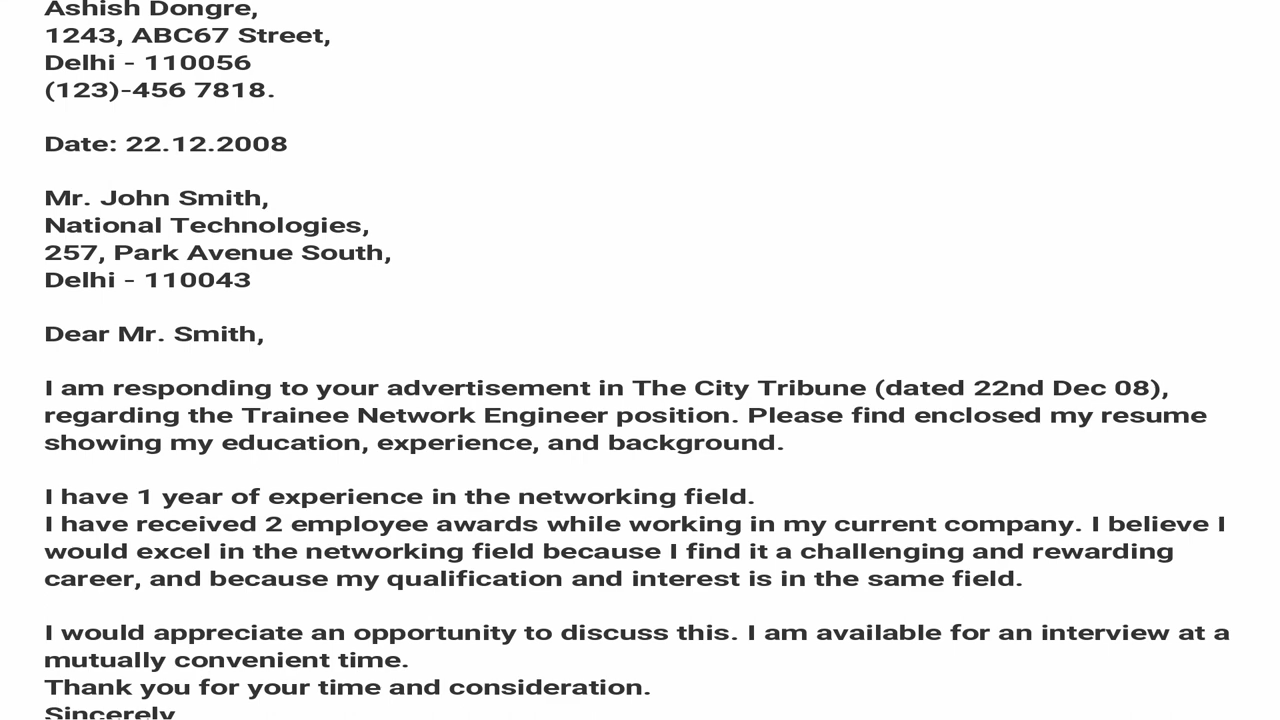 Ashish Dongre,
1243, ABC67 Street,
Delhi - 110056
(123)-456 7818.
Date: 22.12.2008
Mr. John Smith,
National Technologies,
257, Park Avenue South,
Delhi - 110043
Dear Mr. Smith,
I am responding to your advertisement in The City Tribune (dated 22nd Dec 08),
regarding the Trainee Network Engineer position. Please find enclosed my resume
showing my education, experience, and background.
I have 1 year of experience in the networking field.
I have received 2 employee awards while working in my current company. I believe I
would excel in the networking field because I find it a challenging and rewarding
career, and because my qualification and interest is in the same field.
I would appreciate an opportunity to discuss this. I am available for an interview at a
mutually convenient time.
Thank you for your time and consideration.
Sincerely